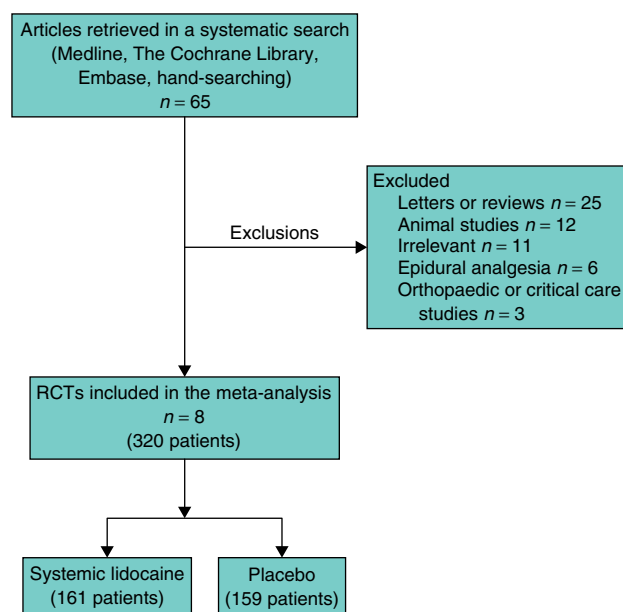 Articles retrieved in a systematic search
(Medline, The Cochrane Library,
Embase, hand-searching)
n = 65
Exclusions
Excluded
Letters or reviews n = 25
Animal studies n = 12
Irrelevant n = 11
Epidural analgesia n = 6
Orthopaedic or critical care
studies n = 3
RCTs included in the meta-analysis
n = 8
(320 patients)
Systemic lidocaine
(161 patients)
Placebo
(159 patients)